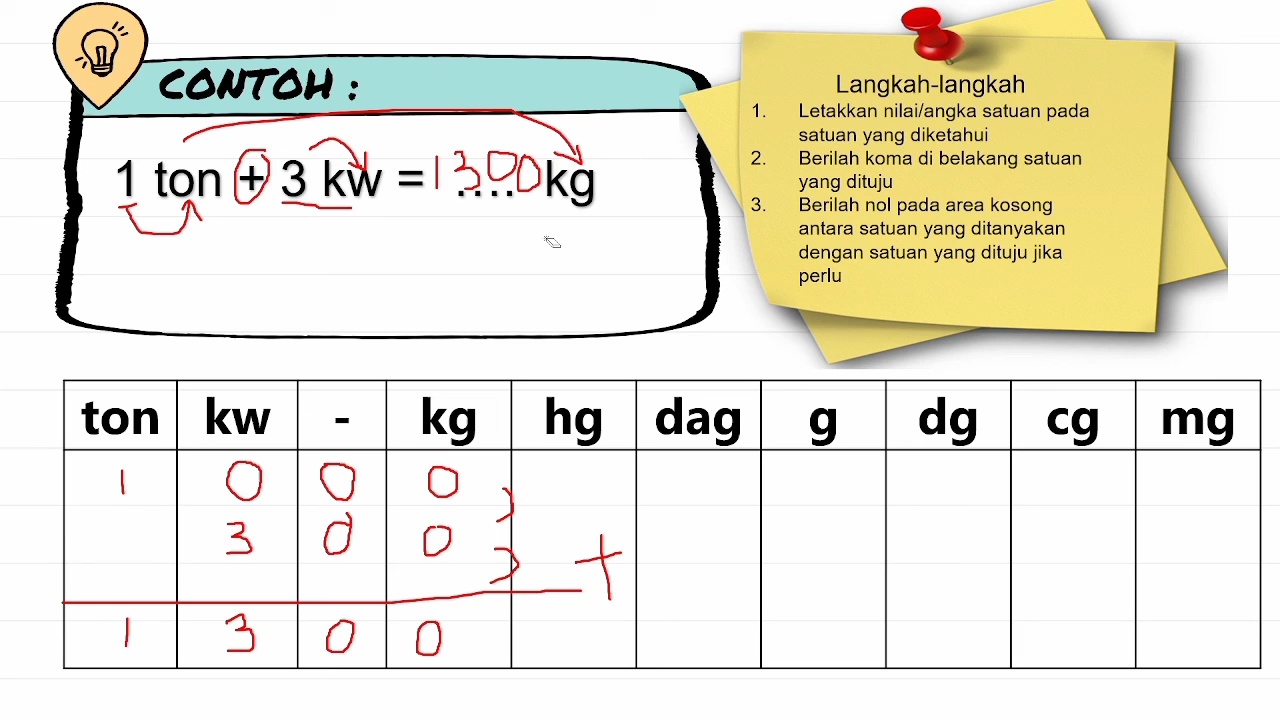 CONTOH :
1 ton + 3 kw = 1300 .... kg
Langkah-langkah
1. Letakkan nilai/angka satuan pada
satuan yang diketahui
2. Berilah koma di belakang satuan
yang dituju
3. Berilah nol pada area kosong
antara satuan yang ditanyakan
dengan satuan yang dituju jika
perlu
ton kw - kg hg dag g dg cg mg
1 0 0 0 ,
3 0 0 , +
1 3 0 0